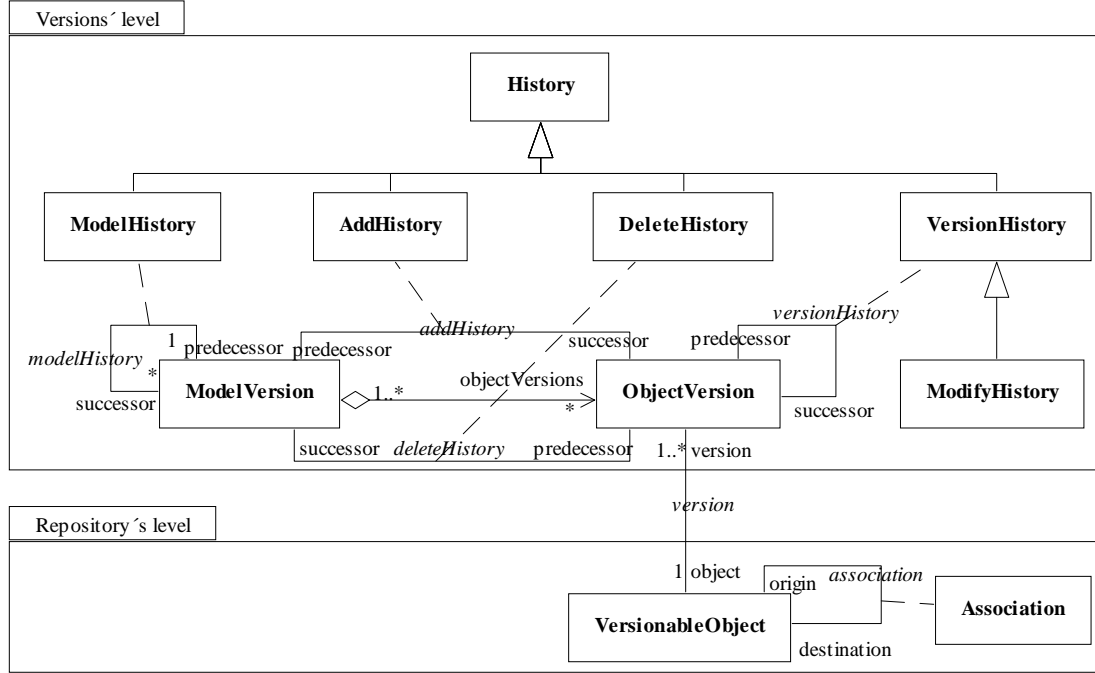 Versions´ level
History
ModelHistory
AddHistory
DeleteHistory
VersionHistory
versionHistory
addHistory
modelHistory
1
predecessor
predecessor
successor
predecessor
*
ModelVersion
1..*
objectVersions
*
ObjectVersion
ModifyHistory
successor
successor
successor
deleteHistory
predecessor
1..* version
version
Repository´s level
1 object
origin
association
VersionableObject
Association
destination